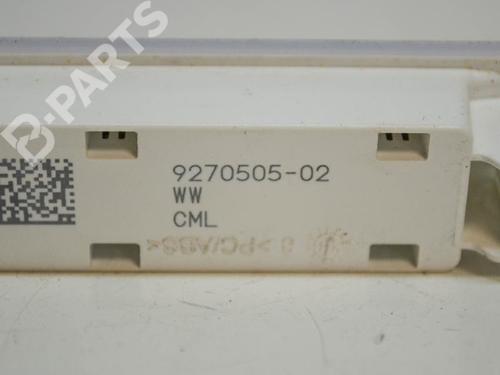 B-PARTS
9270505-02
WW
CML
>PC/ABS<